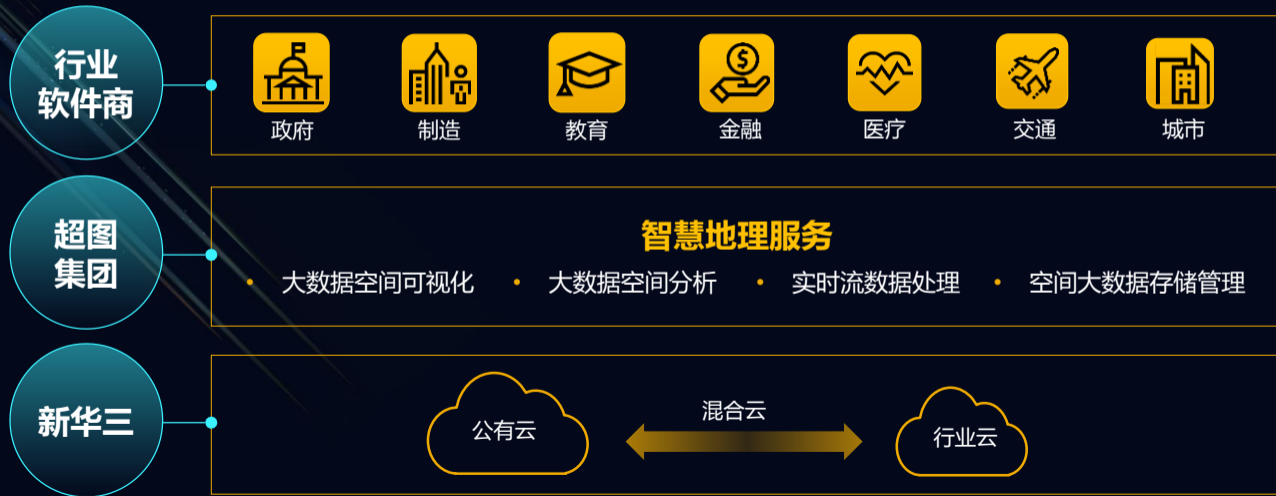 行业
软件商
政府
制造
教育
金融
医疗
交通
城市
超图
集团
智慧地理服务
• 大数据空间可视化 • 大数据空间分析 • 实时流数据处理 • 空间大数据存储管理
新华三
公有云
混合云
行业云